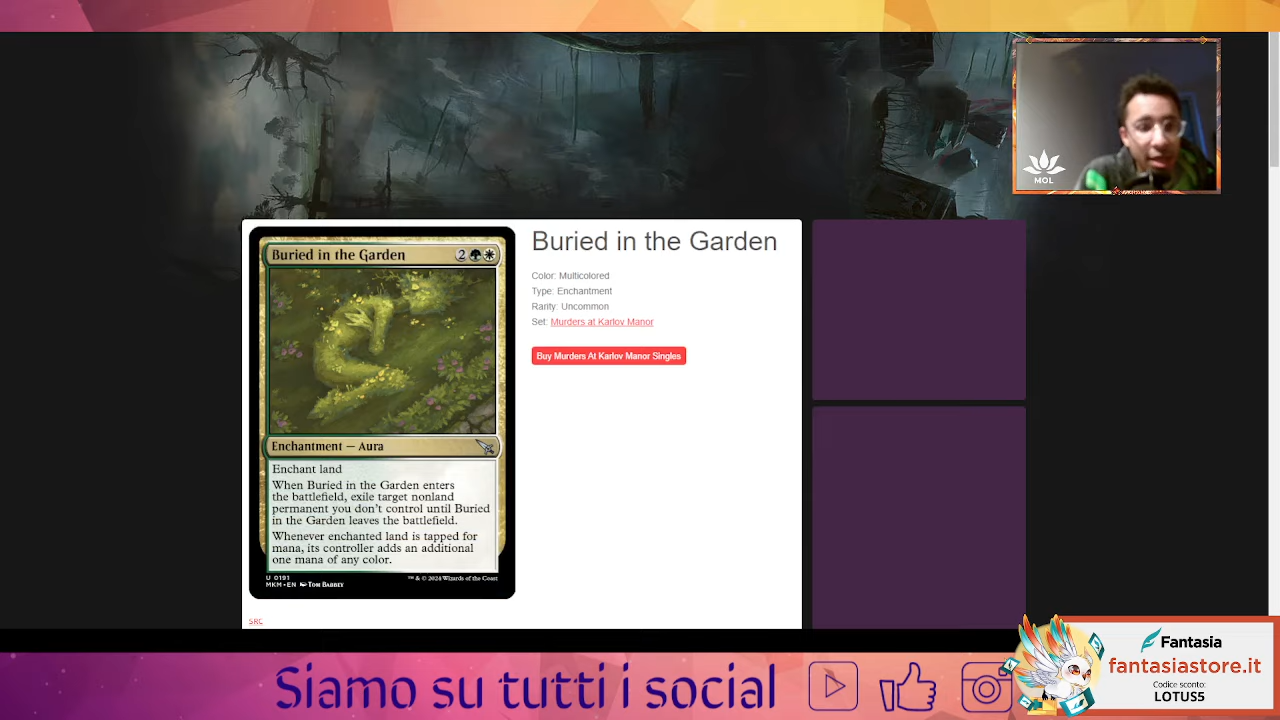 MOL
Buried in the Garden
2
Enchantment — Aura
Enchant land
When Buried in the Garden enters
the battlefield, exile target nonland
permanent you don't control until Buried
in the Garden leaves the battlefield.
Whenever enchanted land is tapped for
mana, its controller adds an additional
one mana of any color.
U 0191
MKM • EN Tom Babbey
™ & © 2024 Wizards of the Coast
Buried in the Garden
Color: Multicolored
Type: Enchantment
Rarity: Uncommon
Set: Murders at Karlov Manor
Buy Murders At Karlov Manor Singles
SRC
Siamo su tutti i social
Fantasia
fantasiastore.it
Codice sconto:
LOTUS5